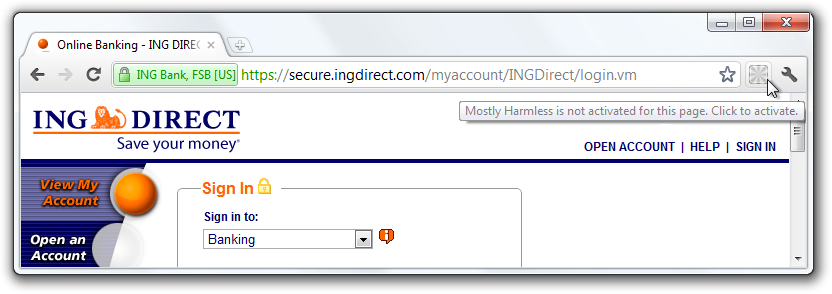 Online Banking - ING DIREC
ING Bank, FSB [US] https://secure.ingdirect.com/myaccount/INGDirect/login.vm
Mostly Harmless is not activated for this page. Click to activate.
ING DIRECT
Save your money®
OPEN ACCOUNT | HELP | SIGN IN
View My
Account
Open an
Account
Sign In
Sign in to:
Banking